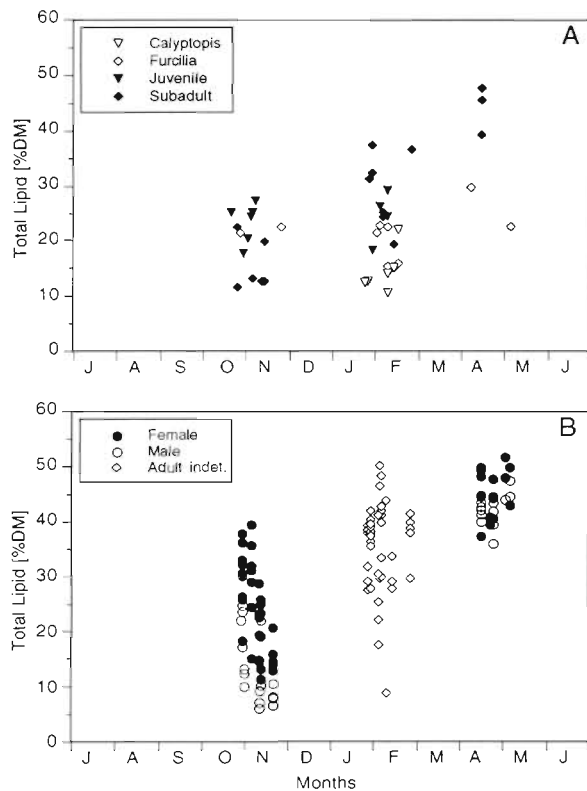 A
Calyptopis
Furcilia
Juvenile
Subadult
Total Lipid [%DM]
60
50
40
30
20
10
0
J A S O N D J F M A M J
B
Female
Male
Adult indet.
Total Lipid [%DM]
60
50
40
30
20
10
0
J A S O N D J F M A M J
Months